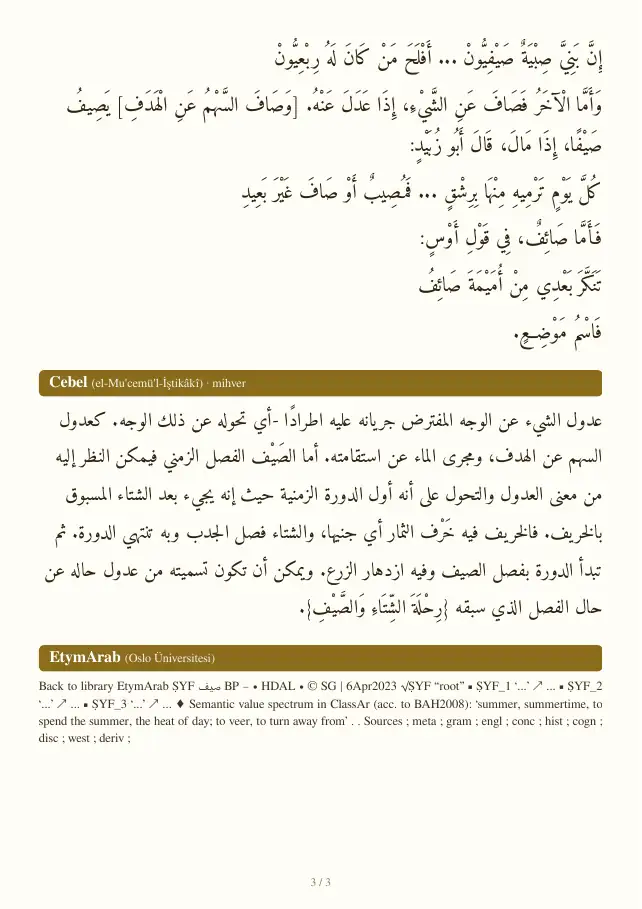 إِنَّ بَنِيَّ صِبْيَةٌ صَيْفِيُّونْ ... أَفْلَحَ مَنْ كَانَ لَهُ رِبْعِيُّونْ
وَأَمَّا الْآخَرُ فَصَافَ عَنِ الشَّيْءِ، إِذَا عَدَلَ عَنْهُ. [وَصَافَ السَّهْمُ عَنِ الْهَدَفِ] يَصِيفُ
صَيْفًا، إِذَا مَالَ، قَالَ أَبُو زُبَيْدٍ:
كُلَّ يَوْمٍ تَرْمِيهِ مِنْهَا بِرِشْقٍ ... فَمُصِيبٌ أَوْ صَافَ غَيْرَ بَعِيدِ
فَأَمَّا صَائِفٌ، فِي قَوْلِ أَوْسٍ:
تَنَكَّرَ بَعْدِي مِنْ أُمَيْمَةَ صَائِفُ
فَاسْمُ مَوْضِعٍ.
Cebel (el-Mu'cemü'l-İştikâkî) · mihver
عدول الشيء عن الوجه المفترض جريانه عليه اطرادًا -أي تحوله عن ذلك الوجه. كعدول
السهم عن الهدف، ومجرى الماء عن استقامته. أما الصَيْف الفصل الزمني فيمكن النظر إليه
من معنى العدول والتحول على أنه أول الدورة الزمنية حيث إنه يجيء بعد الشتاء المسبوق
بالخريف. فالخريف فيه خَرْف الثمار أي جنيها، والشتاء فصل الجدب وبه تنتهي الدورة. ثم
تبدأ الدورة بفصل الصيف وفيه ازدهار الزرع. ويمكن أن تكون تسميته من عدول حاله عن
حال الفصل الذي سبقه {رِحْلَةَ الشِّتَاءِ وَالصَّيْفِ}.
EtymArab (Oslo Üniversitesi)
Back to library EtymArab ṢYF صيف BP – • HDAL • © SG | 6Apr2023 √ṢYF “root” ▪ ṢYF_1 ‘...’ ↗ ... ▪ ṢYF_2
‘...’ ↗ ... ▪ ṢYF_3 ‘...’ ↗ ... ♦ Semantic value spectrum in ClassAr (acc. to BAH2008): ‘summer, summertime, to
spend the summer, the heat of day; to veer, to turn away from’ . . Sources ; meta ; gram ; engl ; conc ; hist ; cogn ;
disc ; west ; deriv ;
3 / 3